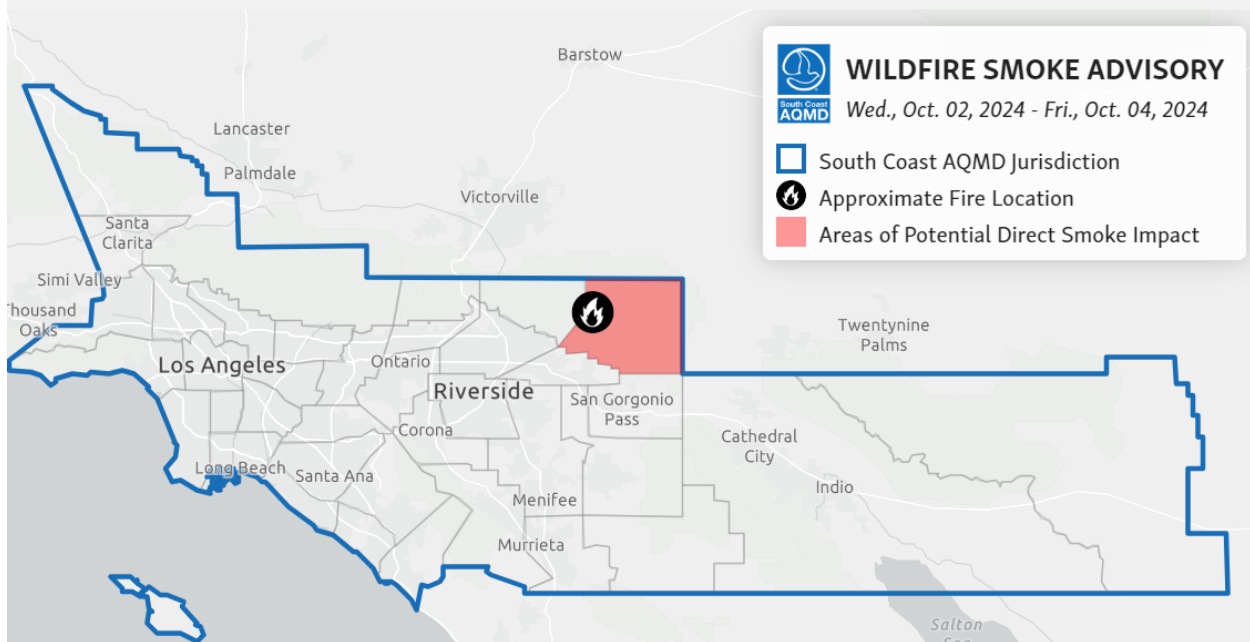 Barstow
South Coast
AQMD
WILDFIRE SMOKE ADVISORY
Wed., Oct. 02, 2024 - Fri., Oct. 04, 2024
South Coast AQMD Jurisdiction
Approximate Fire Location
Areas of Potential Direct Smoke Impact
Lancaster
Palmdale
Victorville
Santa
Clarita
Simi Valley
Thousand
Oaks
Los Angeles
Ontario
Riverside
San Gorgonio
Pass
Twentynine
Palms
Corona
Cathedral
City
Long Beach
Santa Ana
Menifee
Indio
Murrieta
Salton
Sea